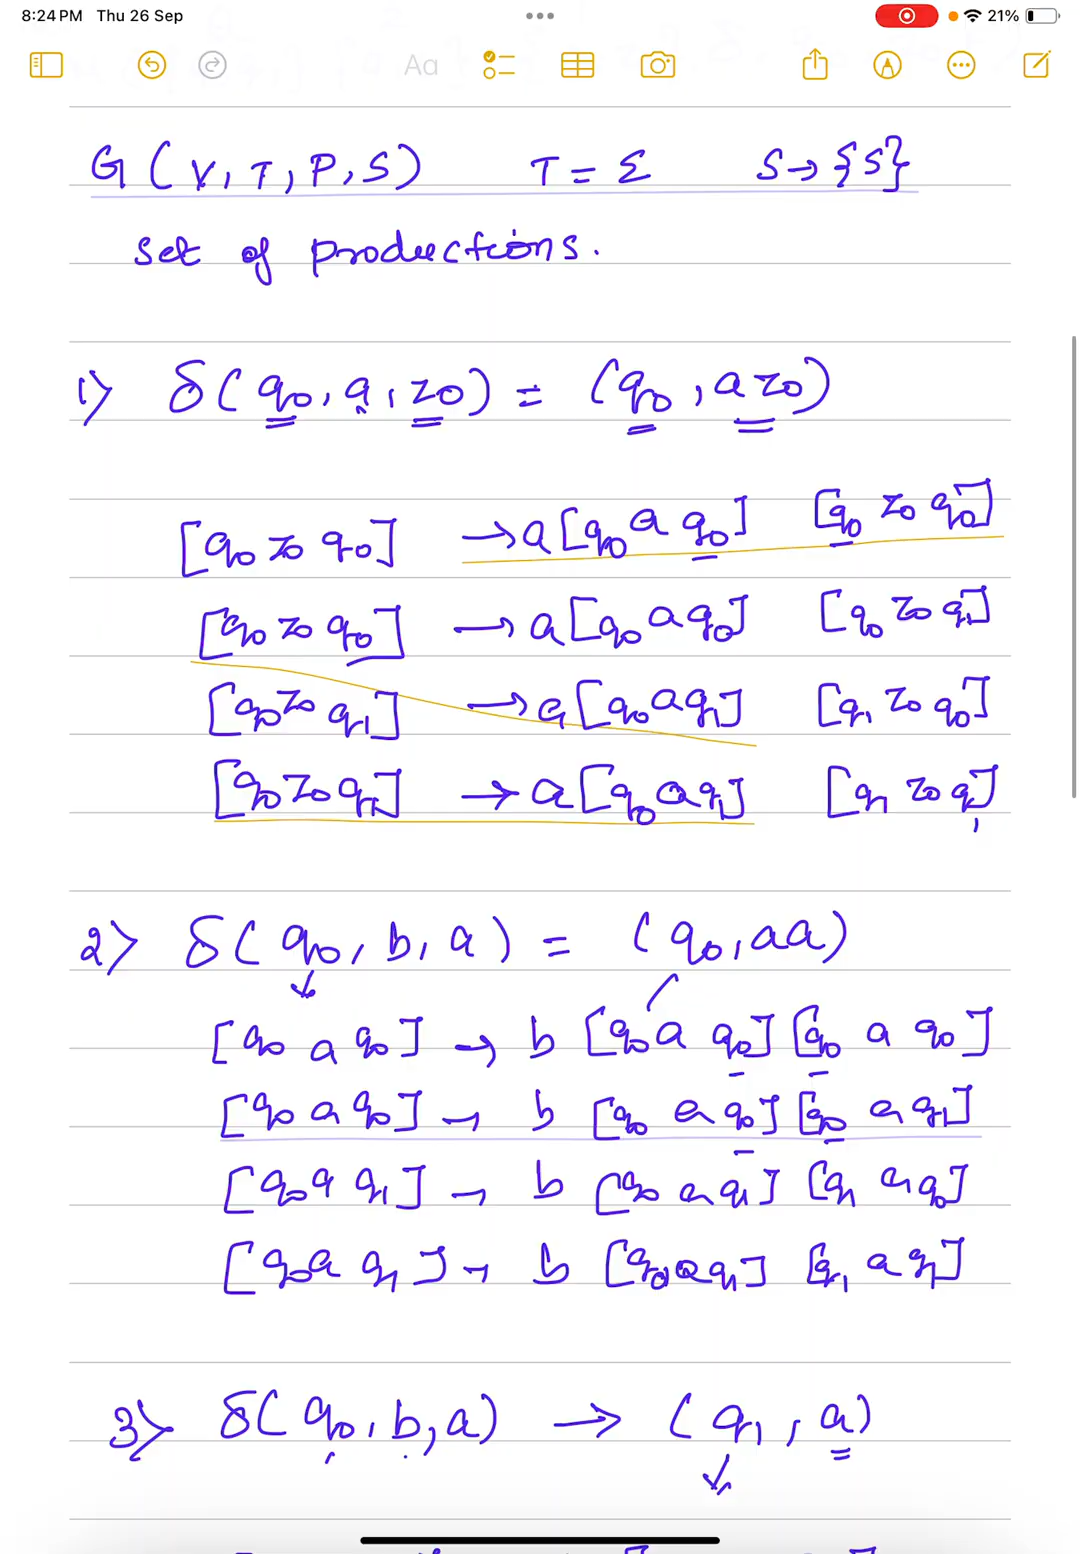 8:24 PM Thu 26 Sep 21%
Aa
G ( V, T, P, S ) T = Σ S → {S}
set of productions.
1) δ( q0, a, z0 ) = ( q0, a z0 )
[q0 z0 q0] → a [q0 a q0] [q0 z0 q0]
[q0 z0 q0] → a [q0 a q0] [q0 z0 q1]
[q0 z0 q1] → a [q0 a q1] [q1 z0 q0]
[q0 z0 q1] → a [q0 a q1] [q1 z0 q1]
2) δ( q0, b, a ) = ( q0, aa )
[q0 a q0] → b [q0 a q0] [q0 a q0]
[q0 a q0] → b [q0 a q0] [q0 a q1]
[q0 a q1] → b [q0 a q1] [q1 a q0]
[q0 a q1] → b [q0 a q1] [q1 a q1]
3) δ( q0, b, a ) → ( q1, a )